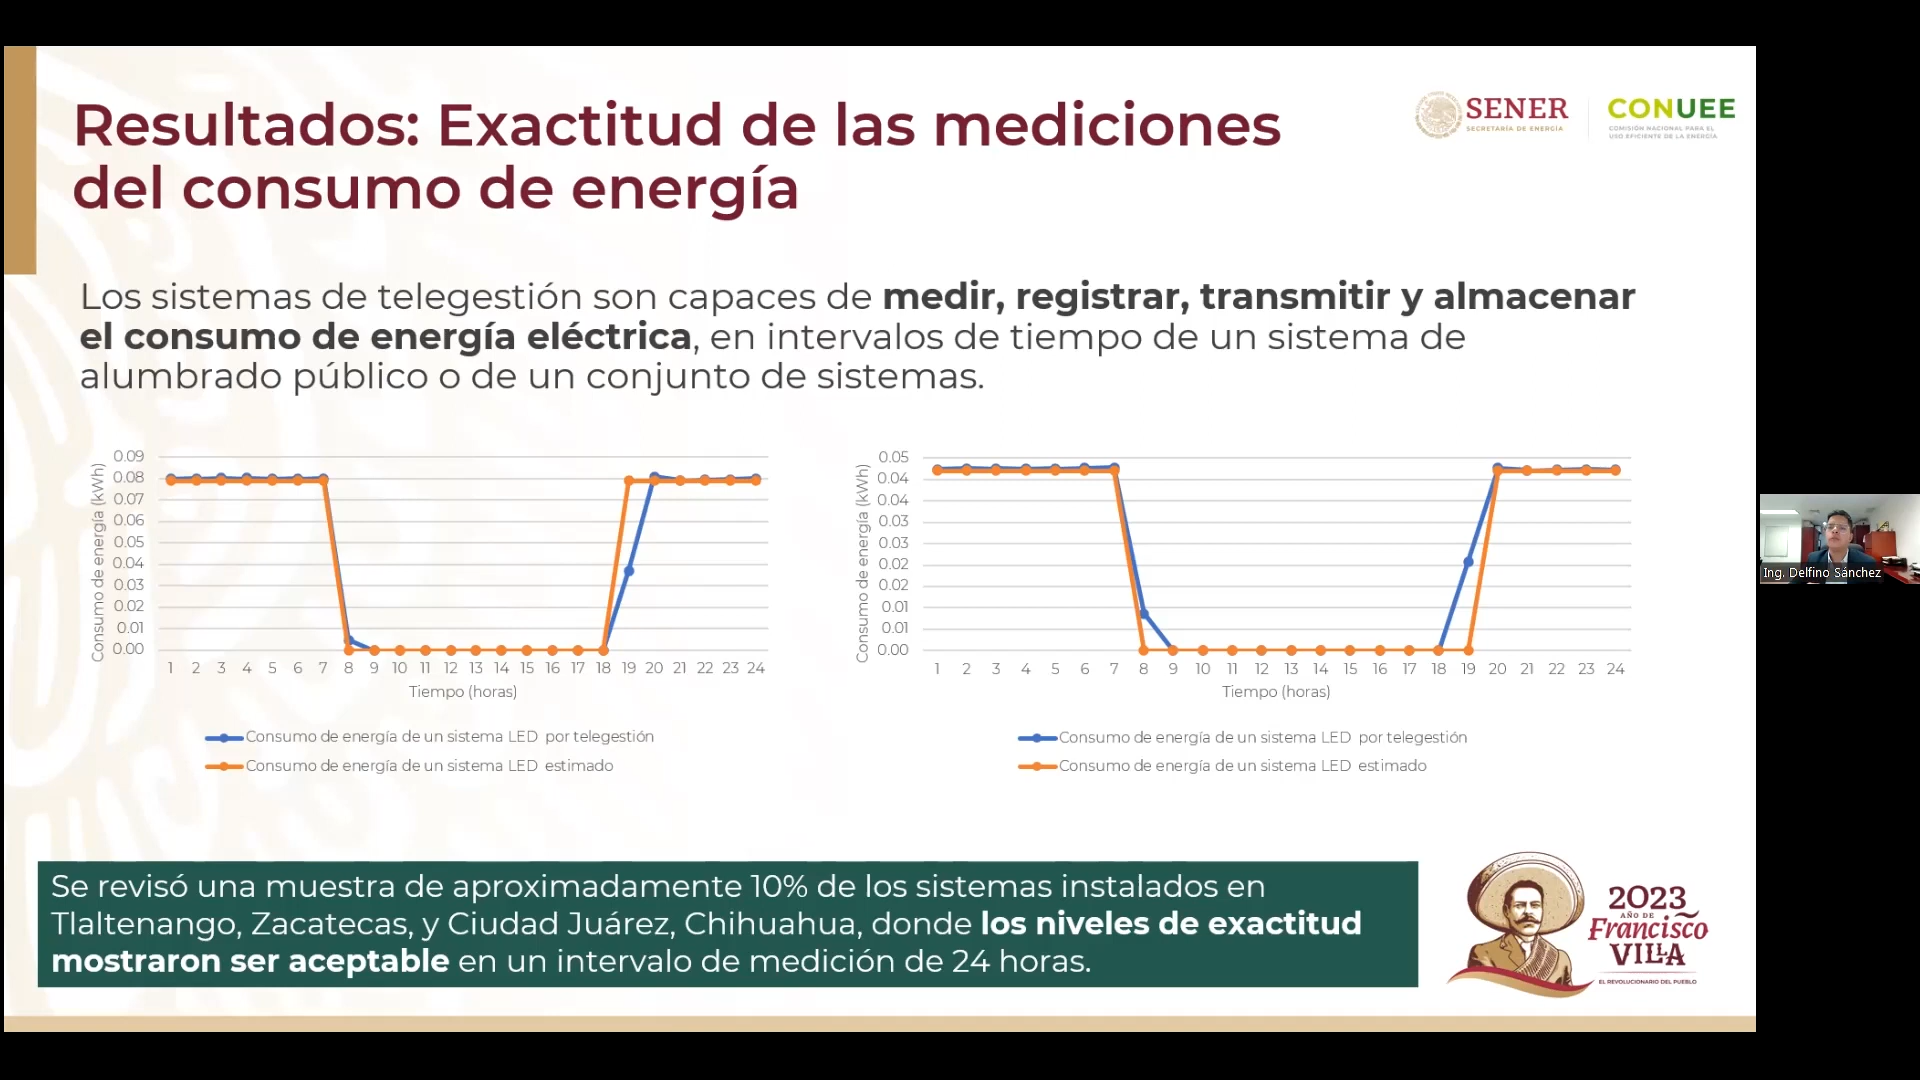 Resultados: Exactitud de las mediciones
del consumo de energía
SENER
SECRETARÍA DE ENERGÍA
CONUEE
COMISIÓN NACIONAL PARA EL
USO EFICIENTE DE LA ENERGÍA
Los sistemas de telegestión son capaces de medir, registrar, transmitir y almacenar
el consumo de energía eléctrica, en intervalos de tiempo de un sistema de
alumbrado público o de un conjunto de sistemas.
Consumo de energía (kWh)
0.09
0.08
0.07
0.06
0.05
0.04
0.03
0.02
0.01
0.00
1 2 3 4 5 6 7 8 9 10 11 12 13 14 15 16 17 18 19 20 21 22 23 24
Tiempo (horas)
Consumo de energía de un sistema LED por telegestión
Consumo de energía de un sistema LED estimado
Consumo de energía (kWh)
0.05
0.04
0.04
0.03
0.03
0.02
0.02
0.01
0.01
0.00
1 2 3 4 5 6 7 8 9 10 11 12 13 14 15 16 17 18 19 20 21 22 23 24
Tiempo (horas)
Consumo de energía de un sistema LED por telegestión
Consumo de energía de un sistema LED estimado
Ing. Delfino Sánchez
Se revisó una muestra de aproximadamente 10% de los sistemas instalados en
Tlaltenango, Zacatecas, y Ciudad Juárez, Chihuahua, donde los niveles de exactitud
mostraron ser aceptable en un intervalo de medición de 24 horas.
2023
AÑO DE
Francisco
VILLA
EL REVOLUCIONARIO DEL PUEBLO